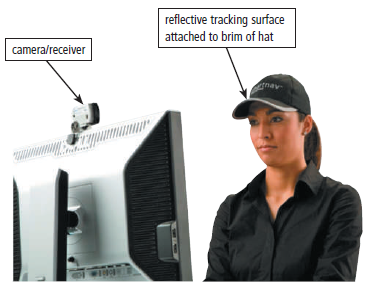 camera/receiver
reflective tracking surface
attached to brim of hat